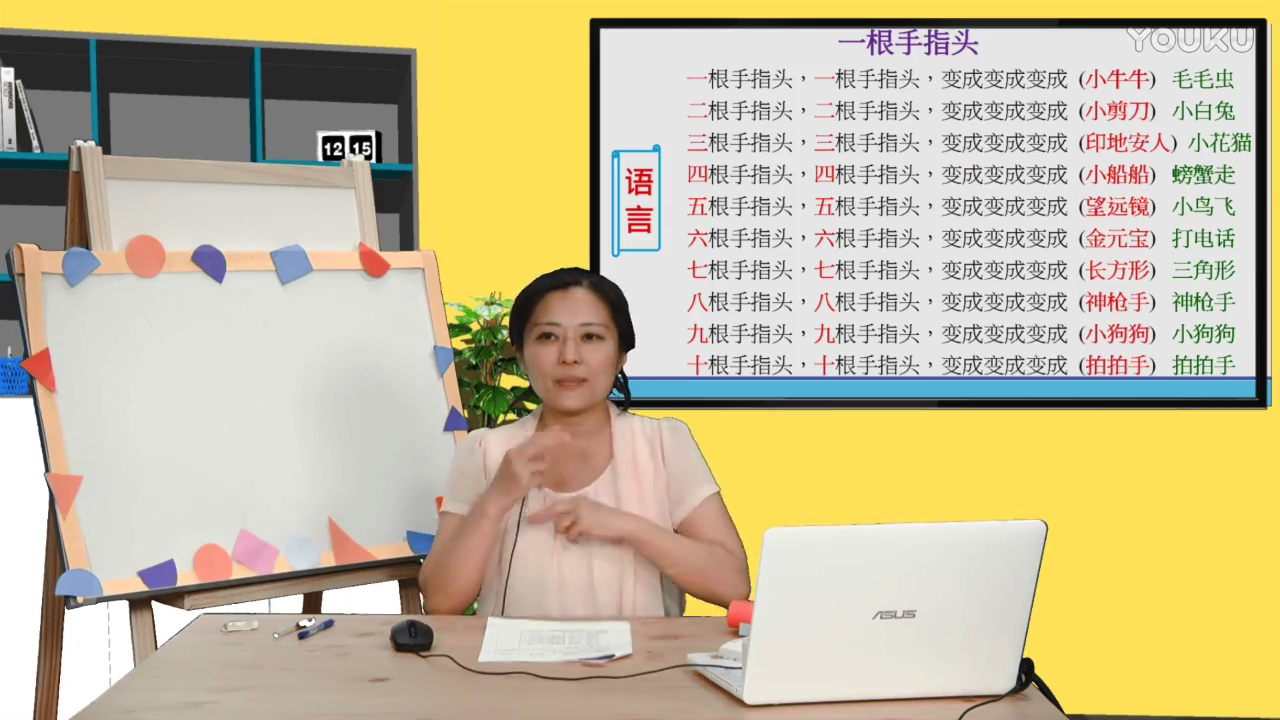 YOUKU
一根手指头
一根手指头，一根手指头，变成变成变成 (小牛牛) 毛毛虫
二根手指头，二根手指头，变成变成变成 (小剪刀) 小白兔
三根手指头，三根手指头，变成变成变成 (印地安人) 小花猫
四根手指头，四根手指头，变成变成变成 (小船船) 螃蟹走
五根手指头，五根手指头，变成变成变成 (望远镜) 小鸟飞
六根手指头，六根手指头，变成变成变成 (金元宝) 打电话
七根手指头，七根手指头，变成变成变成 (长方形) 三角形
八根手指头，八根手指头，变成变成变成 (神枪手) 神枪手
九根手指头，九根手指头，变成变成变成 (小狗狗) 小狗狗
十根手指头，十根手指头，变成变成变成 (拍拍手) 拍拍手
语
言
12 15
ASUS